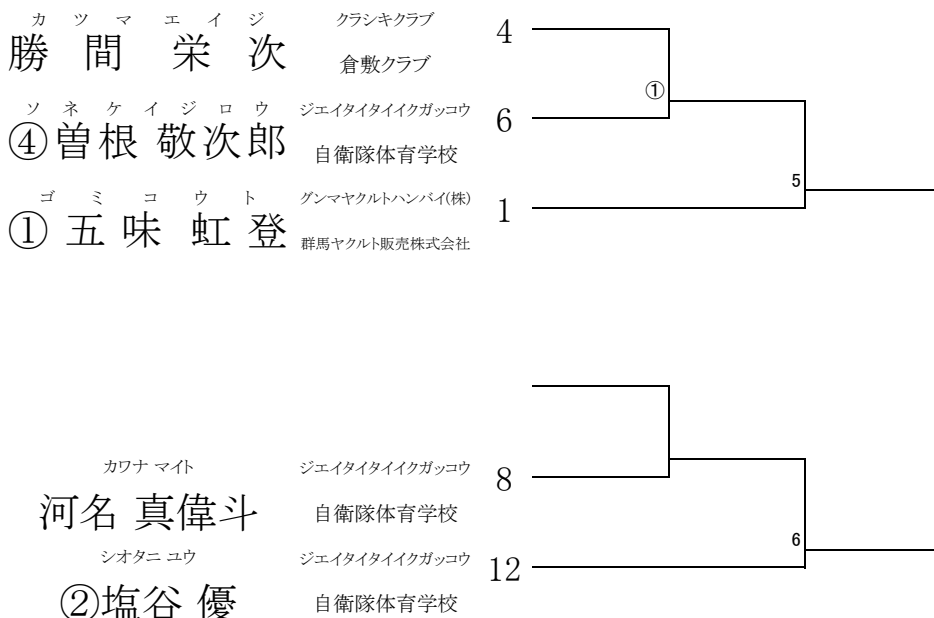 カツマ エイジ クラシキクラブ
勝間 栄次 倉敷クラブ 4
①
ソネ ケイジロウ ジエイタイタイイクガッコウ
④曽根 敬次郎 自衛隊体育学校 6
5
ゴミ コウト グンマヤクルトハンバイ(株)
① 五味 虹登 群馬ヤクルト販売株式会社 1
カワナ マイト ジエイタイタイイクガッコウ
河名 真偉斗 自衛隊体育学校 8
6
シオタニ ユウ ジエイタイタイイクガッコウ
②塩谷 優 自衛隊体育学校 12